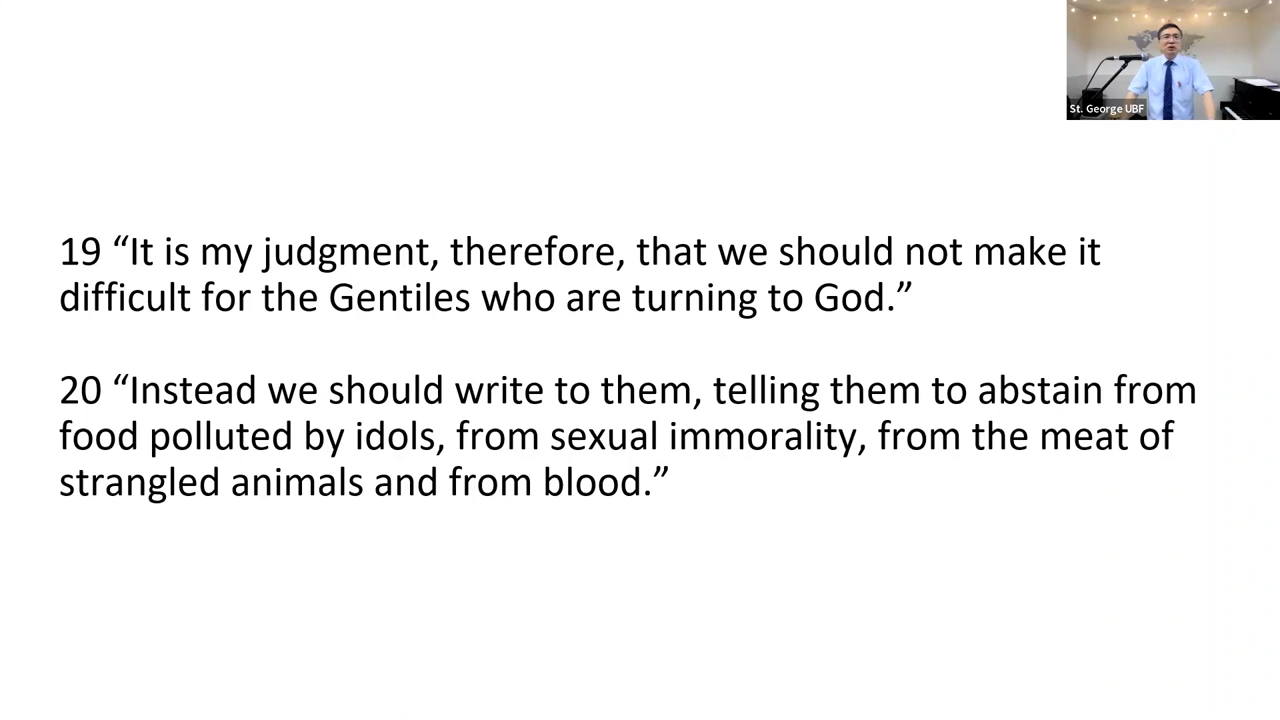 St. George UBF
19 “It is my judgment, therefore, that we should not make it
difficult for the Gentiles who are turning to God.”
20 “Instead we should write to them, telling them to abstain from
food polluted by idols, from sexual immorality, from the meat of
strangled animals and from blood.”